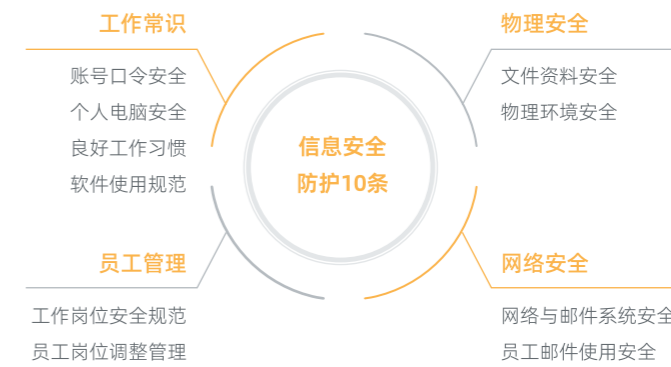 工作常识
账号口令安全
个人电脑安全
良好工作习惯
软件使用规范
物理安全
文件资料安全
物理环境安全
信息安全
防护10条
员工管理
工作岗位安全规范
员工岗位调整管理
网络安全
网络与邮件系统安全
员工邮件使用安全